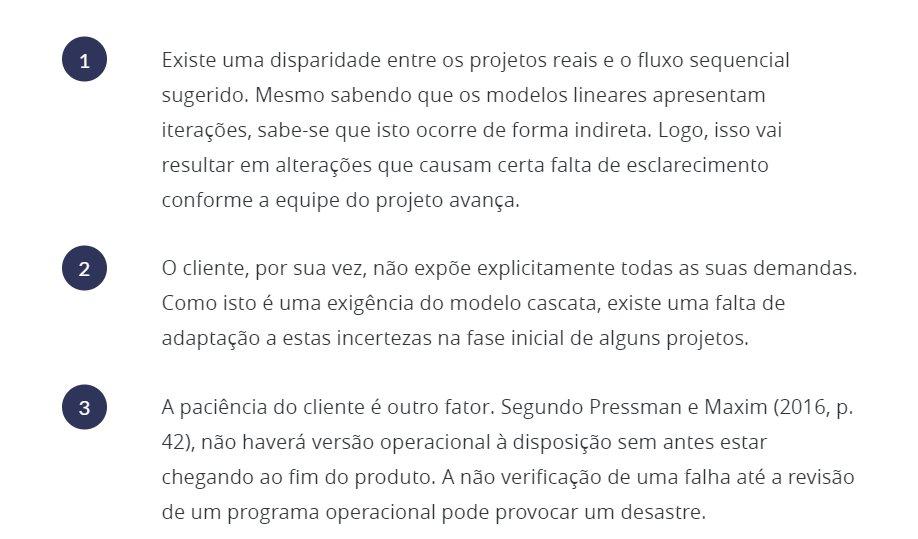 1
Existe uma disparidade entre os projetos reais e o fluxo sequencial
sugerido. Mesmo sabendo que os modelos lineares apresentam
iterações, sabe-se que isto ocorre de forma indireta. Logo, isso vai
resultar em alterações que causam certa falta de esclarecimento
conforme a equipe do projeto avança.
2
O cliente, por sua vez, não expõe explicitamente todas as suas demandas.
Como isto é uma exigência do modelo cascata, existe uma falta de
adaptação a estas incertezas na fase inicial de alguns projetos.
3
A paciência do cliente é outro fator. Segundo Pressman e Maxim (2016, p.
42), não haverá versão operacional à disposição sem antes estar
chegando ao fim do produto. A não verificação de uma falha até a revisão
de um programa operacional pode provocar um desastre.